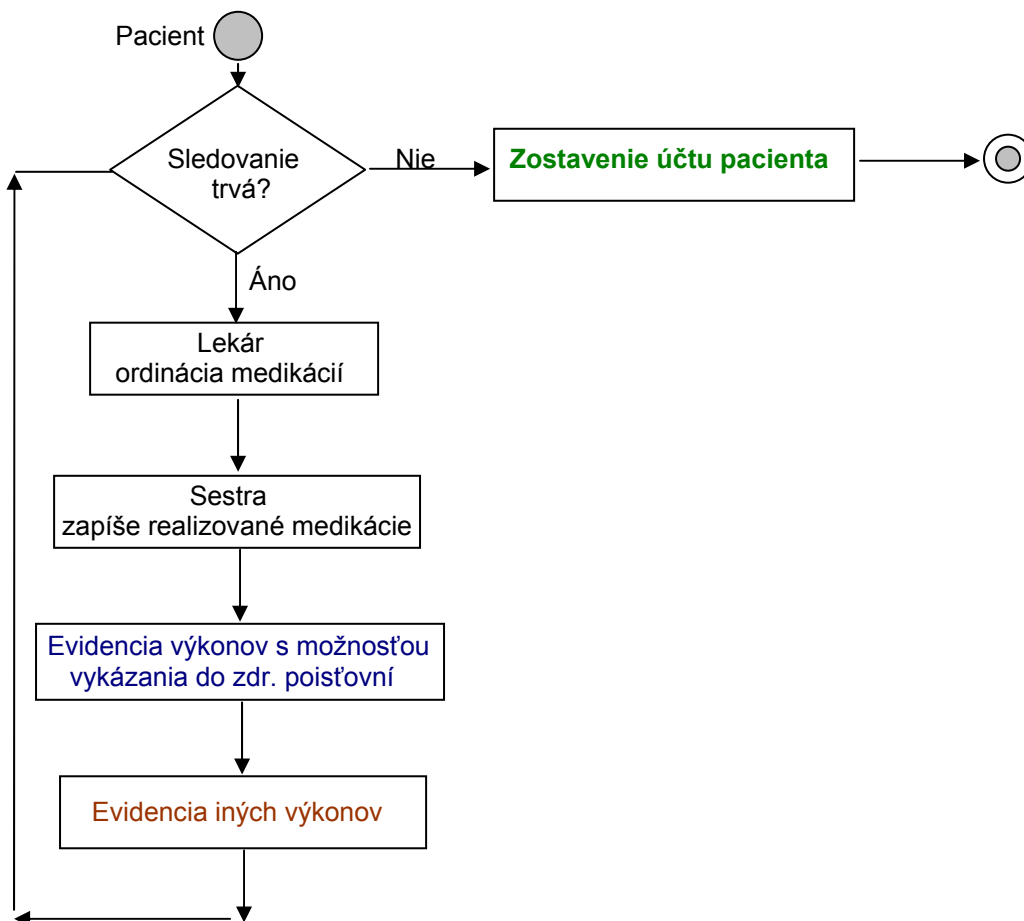 Pacient
Sledovanie
trvá?
Nie
Zostavenie účtu pacienta
Áno
Lekár
ordinácia medikácií
Sestra
zapíše realizované medikácie
Evidencia výkonov s možnosťou
vykázania do zdr. poisťovní
Evidencia iných výkonov